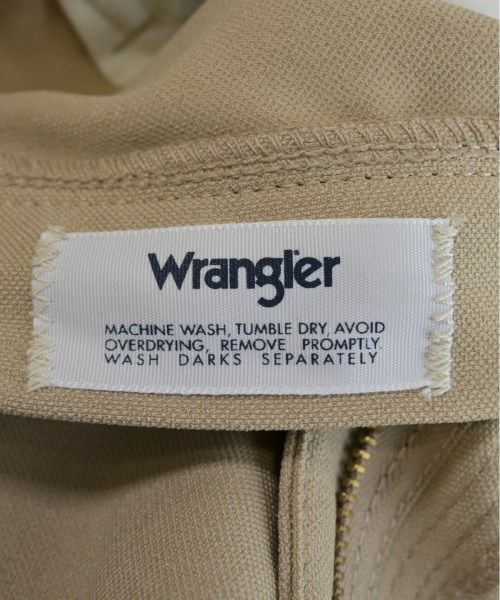 Wrangler
MACHINE WASH, TUMBLE DRY, AVOID
OVERDRYING, REMOVE PROMPTLY.
WASH DARKS SEPARATELY